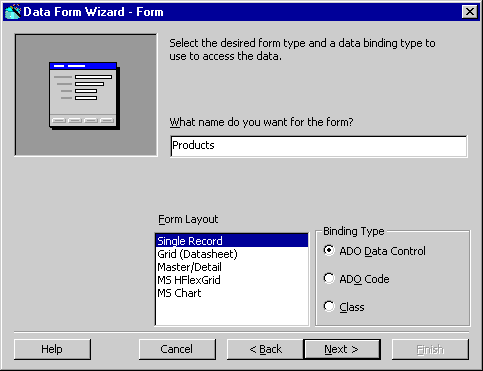 Data Form Wizard - Form
Select the desired form type and a data binding type to
use to access the data.
What name do you want for the form?
Products
Form Layout
Single Record
Grid (Datasheet)
Master/Detail
MS HFlexGrid
MS Chart
Binding Type
ADO Data Control
ADO Code
Class
Help
Cancel
< Back
Next >
Finish